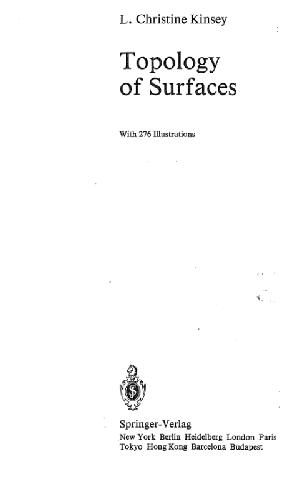 L. Christine Kinsey
Topology
of Surfaces
With 276 Illustrations
Springer-Verlag
New York Berlin Heidelberg London Paris
Tokyo Hong Kong Barcelona Budapest